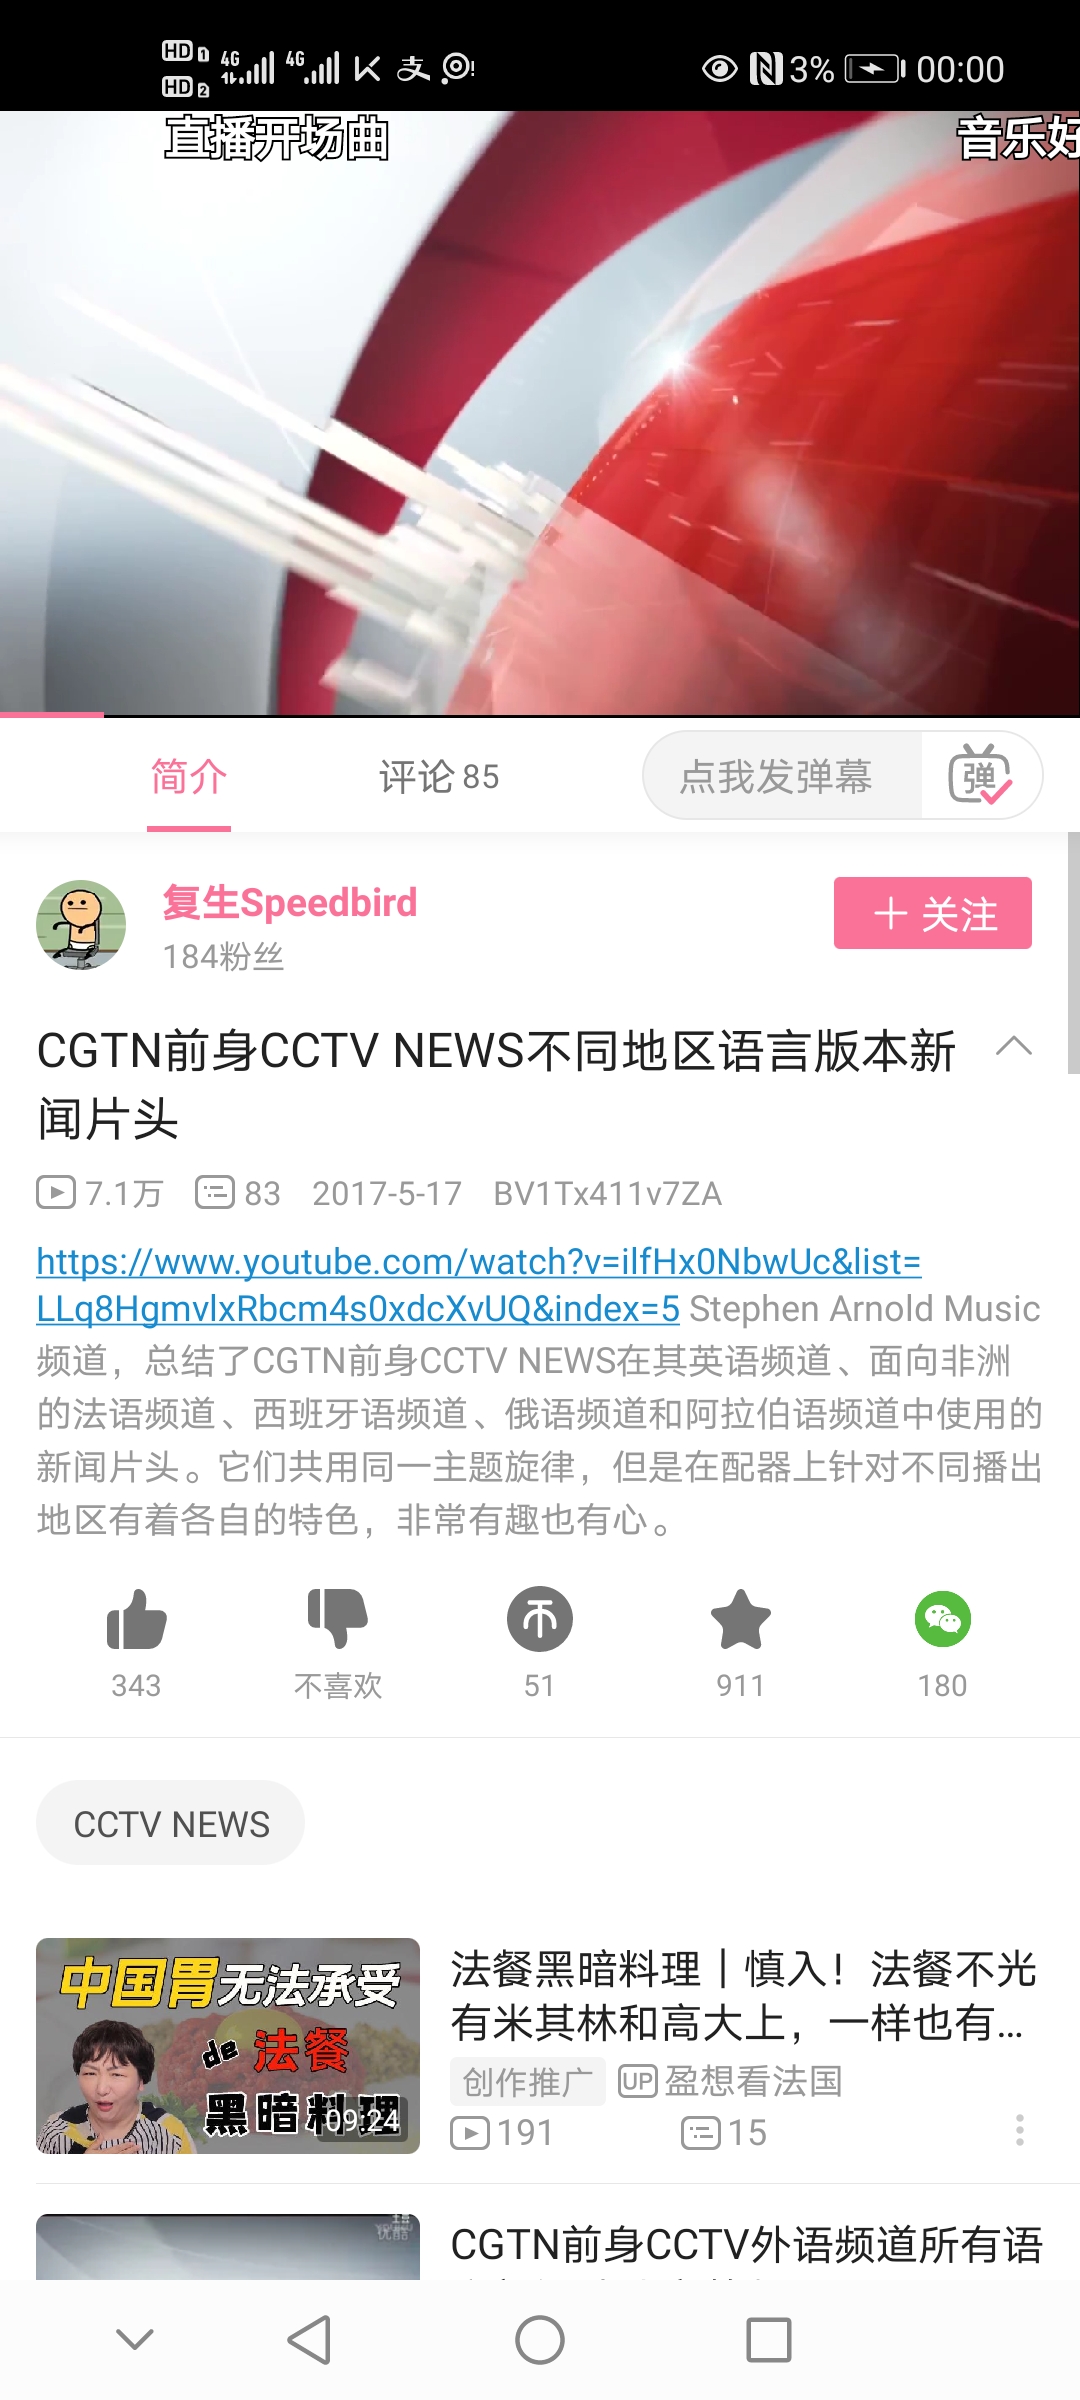 HD 1 4G 4G 3% 00:00
HD 2
直播开场曲 音乐好
简介 评论 85 点我发弹幕 弹
复生Speedbird
184粉丝
+ 关注
CGTN前身CCTV NEWS不同地区语言版本新
闻片头
7.1万 83 2017-5-17 BV1Tx411v7ZA
https://www.youtube.com/watch?v=ilfHx0NbwUc&list=
LLq8HgmvlxRbcm4s0xdcXvUQ&index=5 Stephen Arnold Music
频道，总结了CGTN前身CCTV NEWS在其英语频道、面向非洲
的法语频道、西班牙语频道、俄语频道和阿拉伯语频道中使用的
新闻片头。它们共用同一主题旋律，但是在配器上针对不同播出
地区有着各自的特色，非常有趣也有心。
343 不喜欢 51 911 180
CCTV NEWS
中国胃无法承受
de 法餐
黑暗料理
09:24
法餐黑暗料理｜慎入！法餐不光
有米其林和高大上，一样也有...
创作推广 UP 盈想看法国
191 15
CGTN前身CCTV外语频道所有语